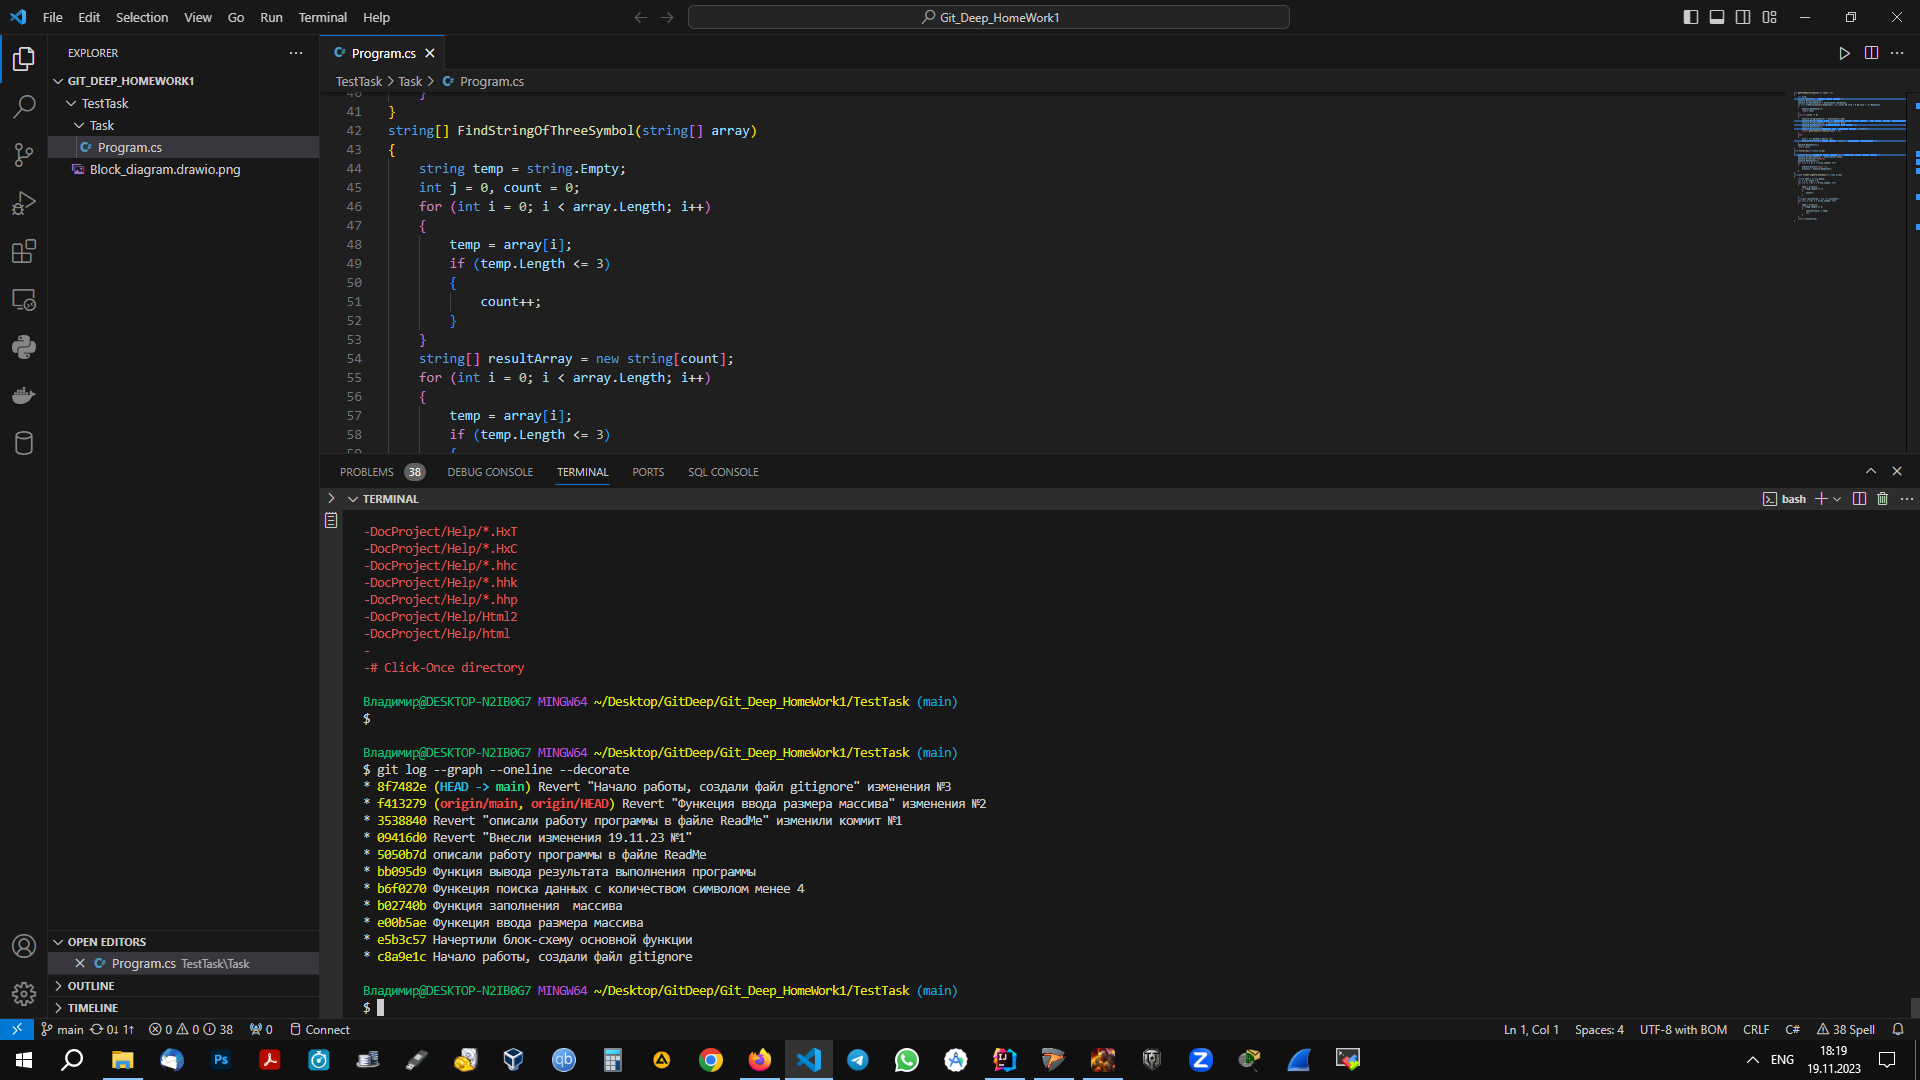 File Edit Selection View Go Run Terminal Help
Git_Deep_HomeWork1
EXPLORER
GIT_DEEP_HOMEWORK1
TestTask
Task
Program.cs
Block_diagram.drawio.png
OPEN EDITORS
Program.cs TestTask\Task
OUTLINE
TIMELINE
Program.cs
TestTask > Task > Program.cs
40 }
41 }
42 string[] FindStringOfThreeSymbol(string[] array)
43 {
44 string temp = string.Empty;
45 int j = 0, count = 0;
46 for (int i = 0; i < array.Length; i++)
47 {
48 temp = array[i];
49 if (temp.Length <= 3)
50 {
51 count++;
52 }
53 }
54 string[] resultArray = new string[count];
55 for (int i = 0; i < array.Length; i++)
56 {
57 temp = array[i];
58 if (temp.Length <= 3)
59 {
PROBLEMS 38 DEBUG CONSOLE TERMINAL PORTS SQL CONSOLE
TERMINAL
bash
-DocProject/Help/*.HxT
-DocProject/Help/*.HxC
-DocProject/Help/*.hhc
-DocProject/Help/*.hhk
-DocProject/Help/*.hhp
-DocProject/Help/Html2
-DocProject/Help/html
-
-# Click-Once directory
Владимир@DESKTOP-N2IB0G7 MINGW64 ~/Desktop/GitDeep/Git_Deep_HomeWork1/TestTask (main)
$
Владимир@DESKTOP-N2IB0G7 MINGW64 ~/Desktop/GitDeep/Git_Deep_HomeWork1/TestTask (main)
$ git log --graph --oneline --decorate
* 8f7482e (HEAD -> main) Revert "Начало работы, создали файл gitignore" изменения №3
* f413279 (origin/main, origin/HEAD) Revert "Функеция ввода размера массива" изменения №2
* 3538840 Revert "описали работу программы в файле ReadMe" изменили коммит №1
* 09416d0 Revert "Внесли изменения 19.11.23 №1"
* 5050b7d описали работу программы в файле ReadMe
* bb095d9 Функция вывода результата выполнения программы
* b6f0270 Функеция поиска данных с количеством символом менее 4
* b02740b Функция заполнения  массива
* e00b5ae Функеция ввода размера массива
* e5b3c57 Начертили блок-схему основной функции
* c8a9e1c Начало работы, создали файл gitignore
Владимир@DESKTOP-N2IB0G7 MINGW64 ~/Desktop/GitDeep/Git_Deep_HomeWork1/TestTask (main)
$
main 0↓ 1↑ 0 0 38 0 Connect
Ln 1, Col 1 Spaces: 4 UTF-8 with BOM CRLF C# 38 Spell
ENG
18:19
19.11.2023